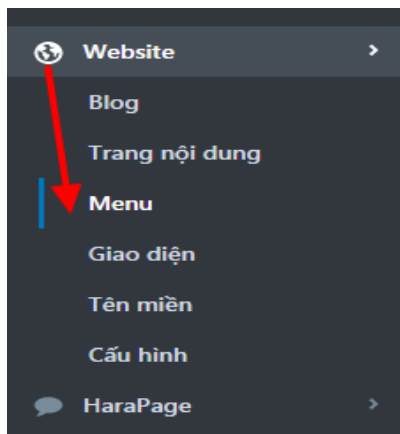 Website
Blog
Trang nội dung
Menu
Giao diện
Tên miền
Cấu hình
HaraPage